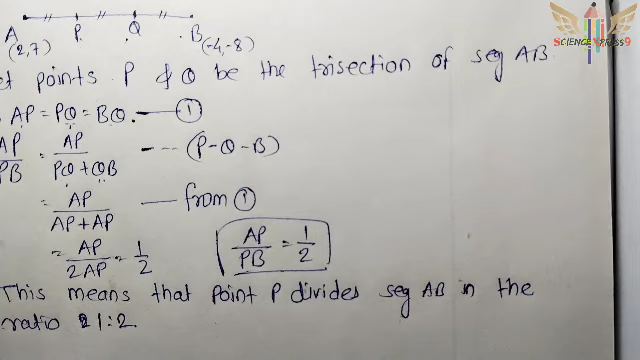 SCIENCE XPRESS9
A P Q B
(2,7) (-4,-8)
et points P & Q be the trisection of seg AB
AP = PQ = BQ. — ①
AP/PB = AP/PQ+QB --- (P-Q-B)
= AP/AP+AP — from ①
= AP/2AP = 1/2 AP/PB = 1/2
This means that point P divides seg AB in the
ratio 1:2.